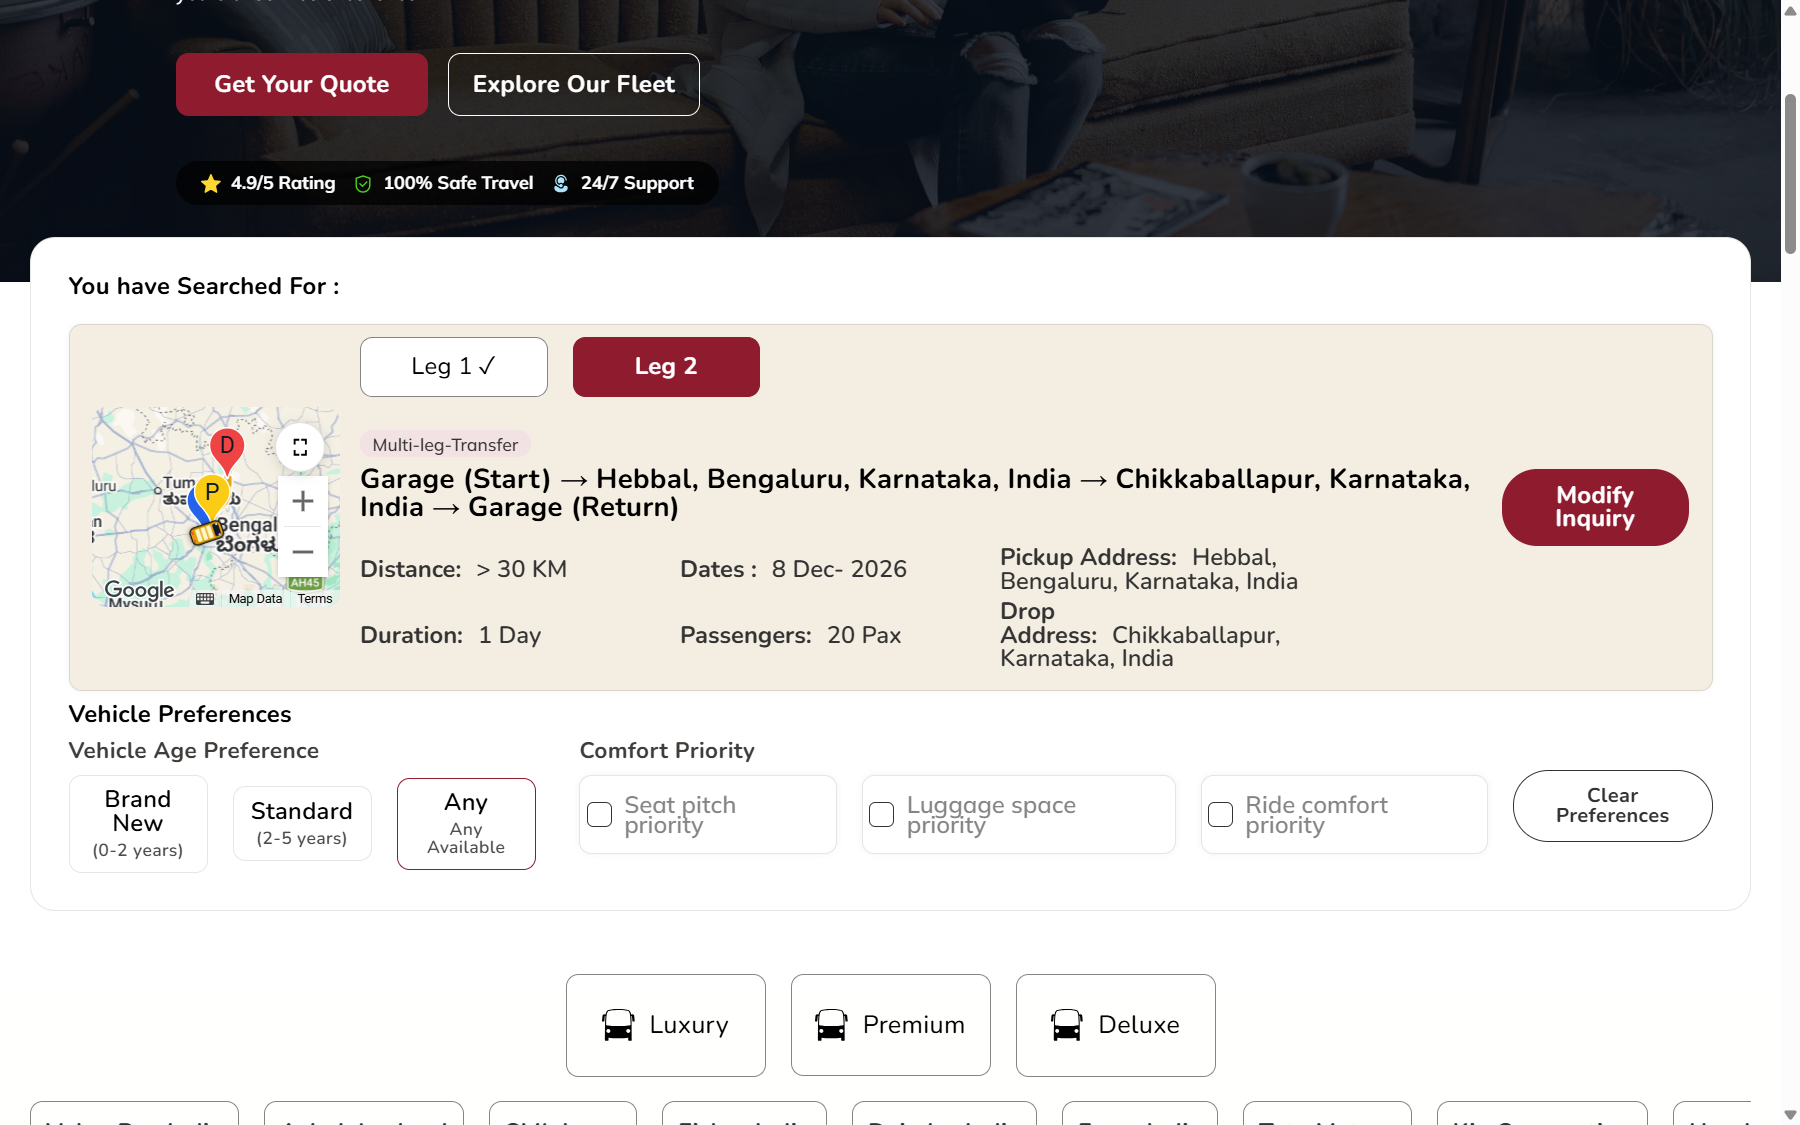 Get Your Quote
Explore Our Fleet
4.9/5 Rating
100% Safe Travel
24/7 Support
You have Searched For :
Leg 1 ✓
Leg 2
Multi-leg-Transfer
Garage (Start) → Hebbal, Bengaluru, Karnataka, India → Chikkaballapur, Karnataka,
India → Garage (Return)
Modify
Inquiry
D
P
Bengal
ಬೆಂಗಳೂ
AH45
Google
Mysuru
Map Data
Terms
Distance: > 30 KM
Dates : 8 Dec- 2026
Pickup Address: Hebbal,
Bengaluru, Karnataka, India
Duration: 1 Day
Passengers: 20 Pax
Drop
Address: Chikkaballapur,
Karnataka, India
Vehicle Preferences
Vehicle Age Preference
Brand
New
(0-2 years)
Standard
(2-5 years)
Any
Any
Available
Comfort Priority
Seat pitch
priority
Luggage space
priority
Ride comfort
priority
Clear
Preferences
Luxury
Premium
Deluxe